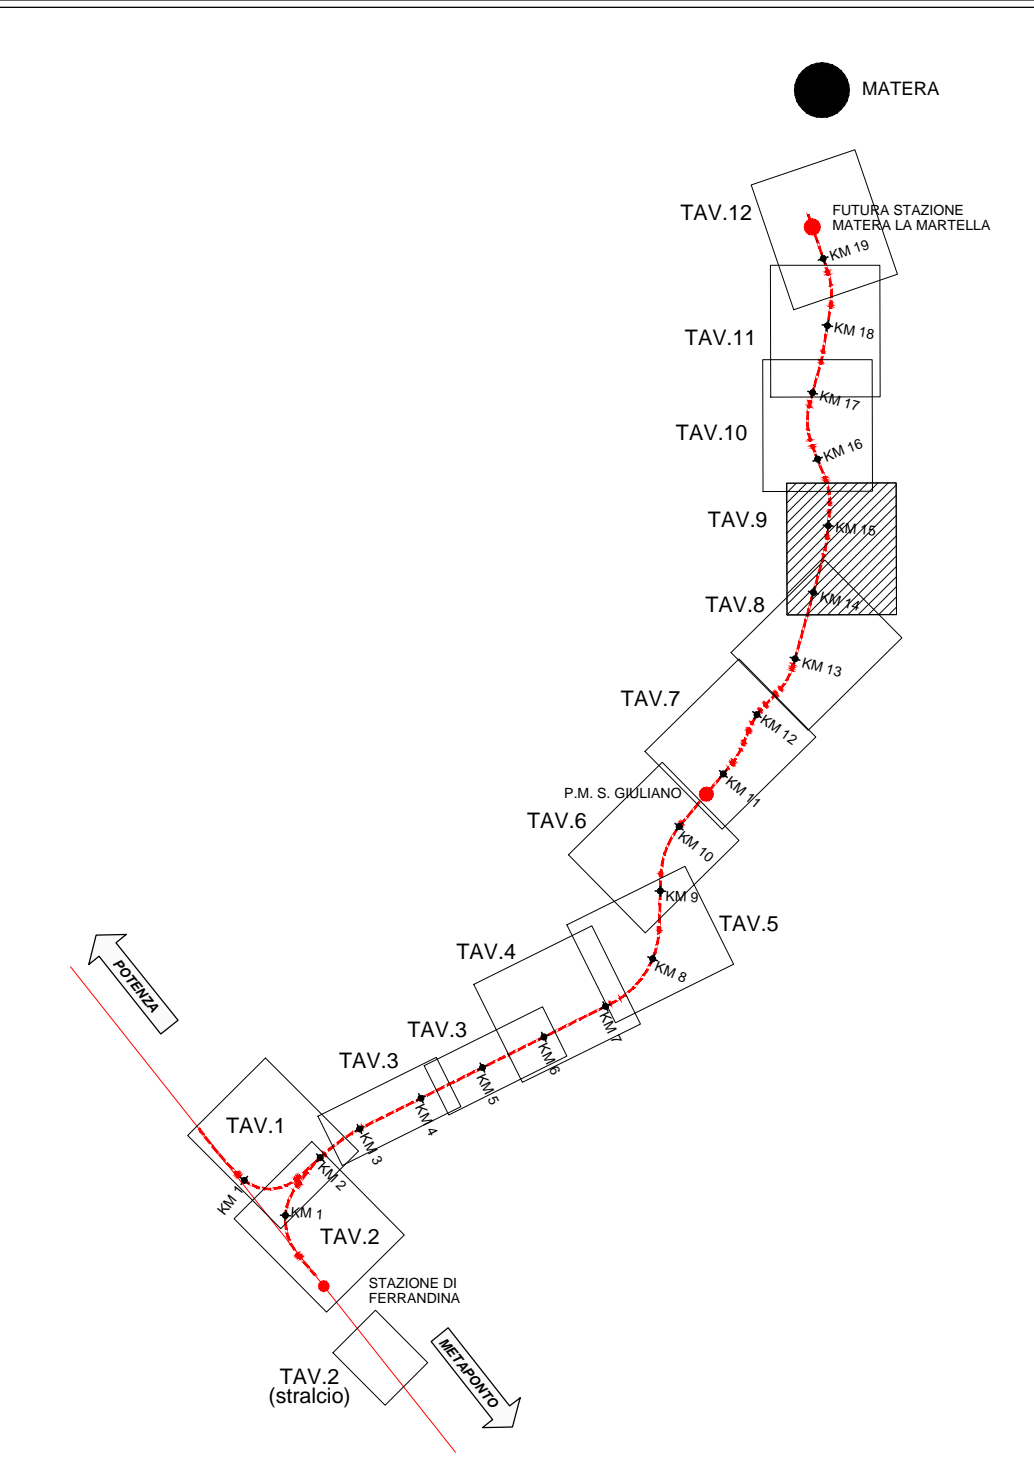 MATERA
TAV.12
FUTURA STAZIONE
MATERA LA MARTELLA
KM 19
TAV.11
KM 18
KM 17
TAV.10
KM 16
TAV.9
KM 15
TAV.8
KM 14
KM 13
TAV.7
KM 12
P.M. S. GIULIANO
KM 11
TAV.6
KM 10
KM 9
TAV.5
TAV.4
KM 8
POTENZA
TAV.3
KM 7
TAV.3
KM 6
KM 5
KM 4
TAV.1
KM 3
KM 2
KM 1
KM 1
TAV.2
STAZIONE DI
FERRANDINA
METAPONTO
TAV.2
(stralcio)